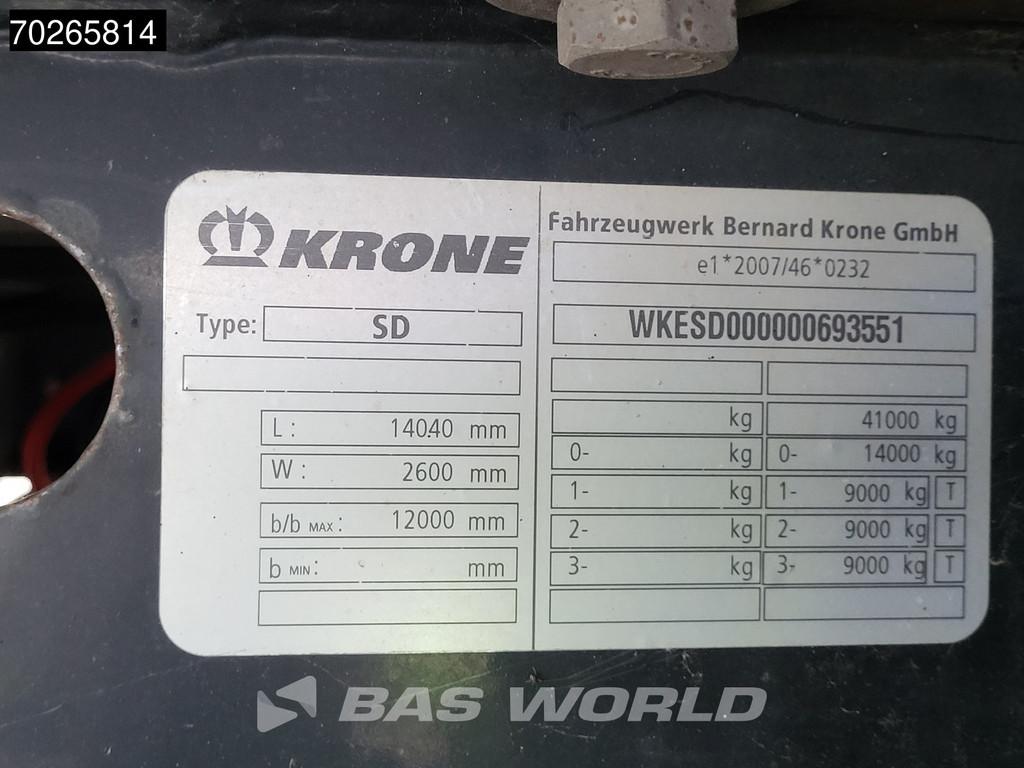 70265814
KRONE
Type: SD
L: 14040 mm
W: 2600 mm
b/b MAX: 12000 mm
b MIN: mm
Fahrzeugwerk Bernard Krone GmbH
e1*2007/46*0232
WKESD000000693551
kg 41000 kg
0- kg 0- 14000 kg
1- kg 1- 9000 kg T
2- kg 2- 9000 kg T
3- kg 3- 9000 kg T
BAS WORLD